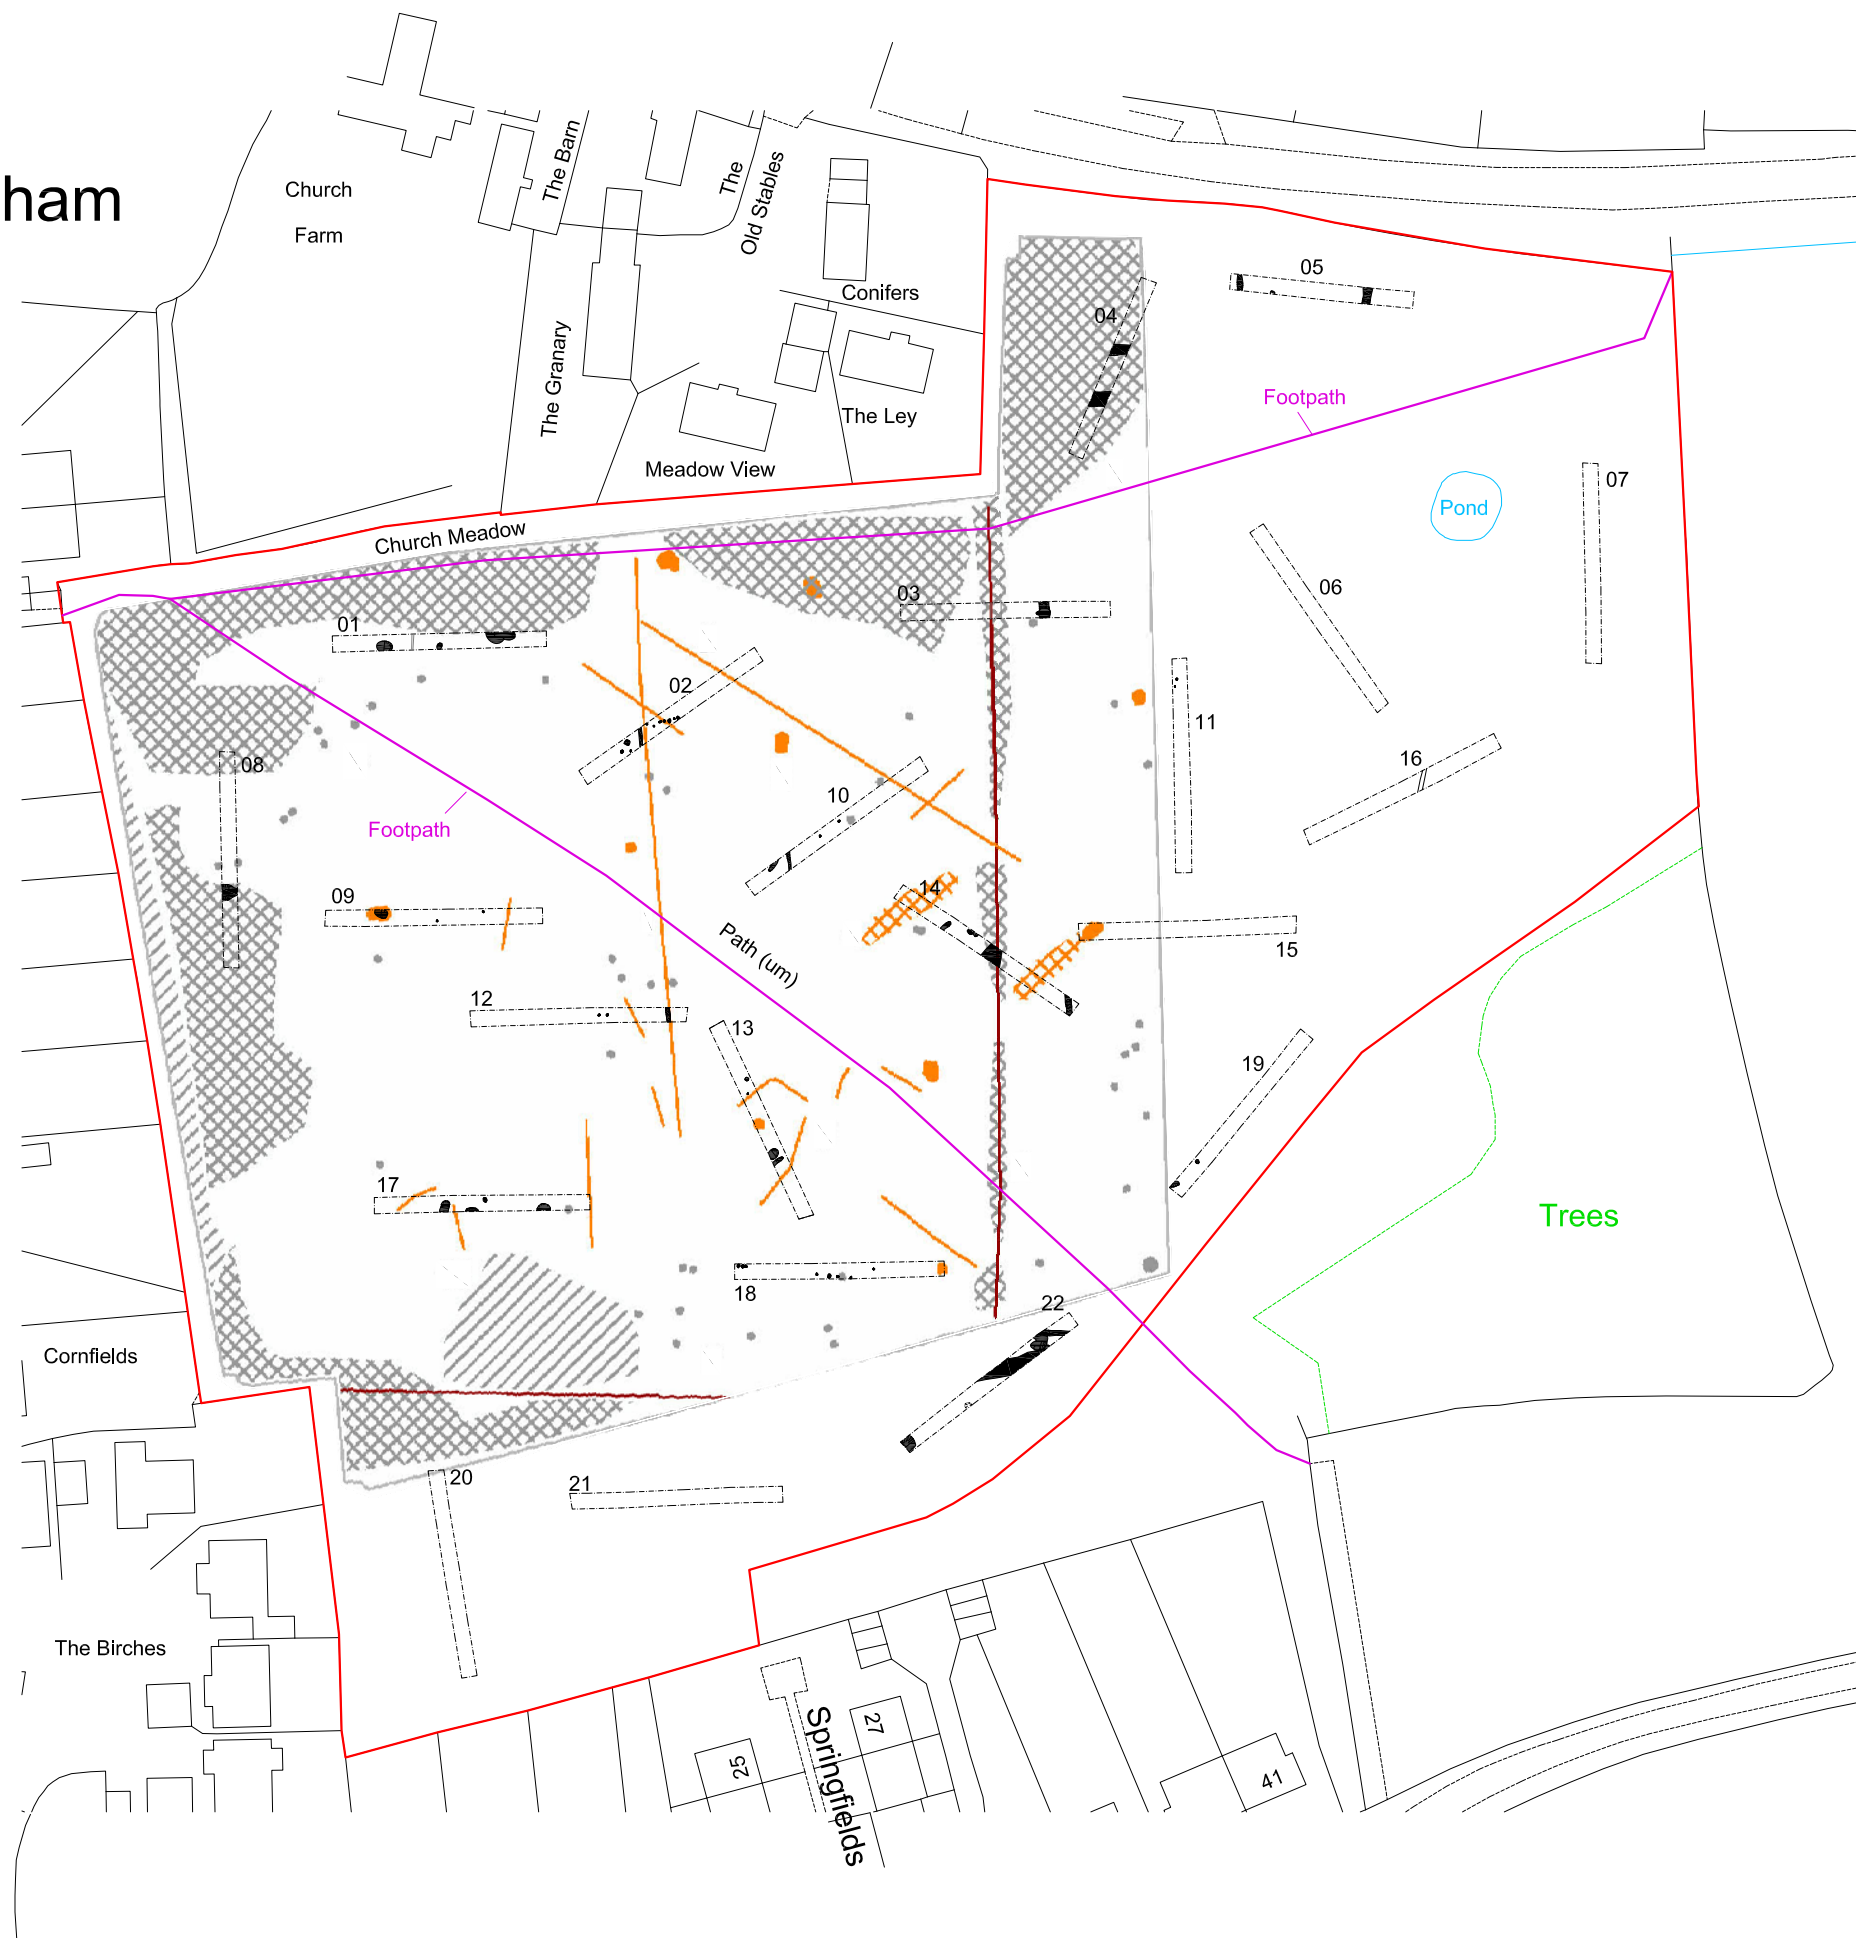 ham
Church
Farm
The Barn
The
Old Stables
Conifers
The Granary
The Ley
Meadow View
Church Meadow
05
04
Footpath
07
Pond
06
03
01
02
11
16
08
10
Footpath
09
14
15
Path (um)
12
13
19
17
18
22
Trees
Cornfields
20
21
The Birches
Springfields
25
27
41